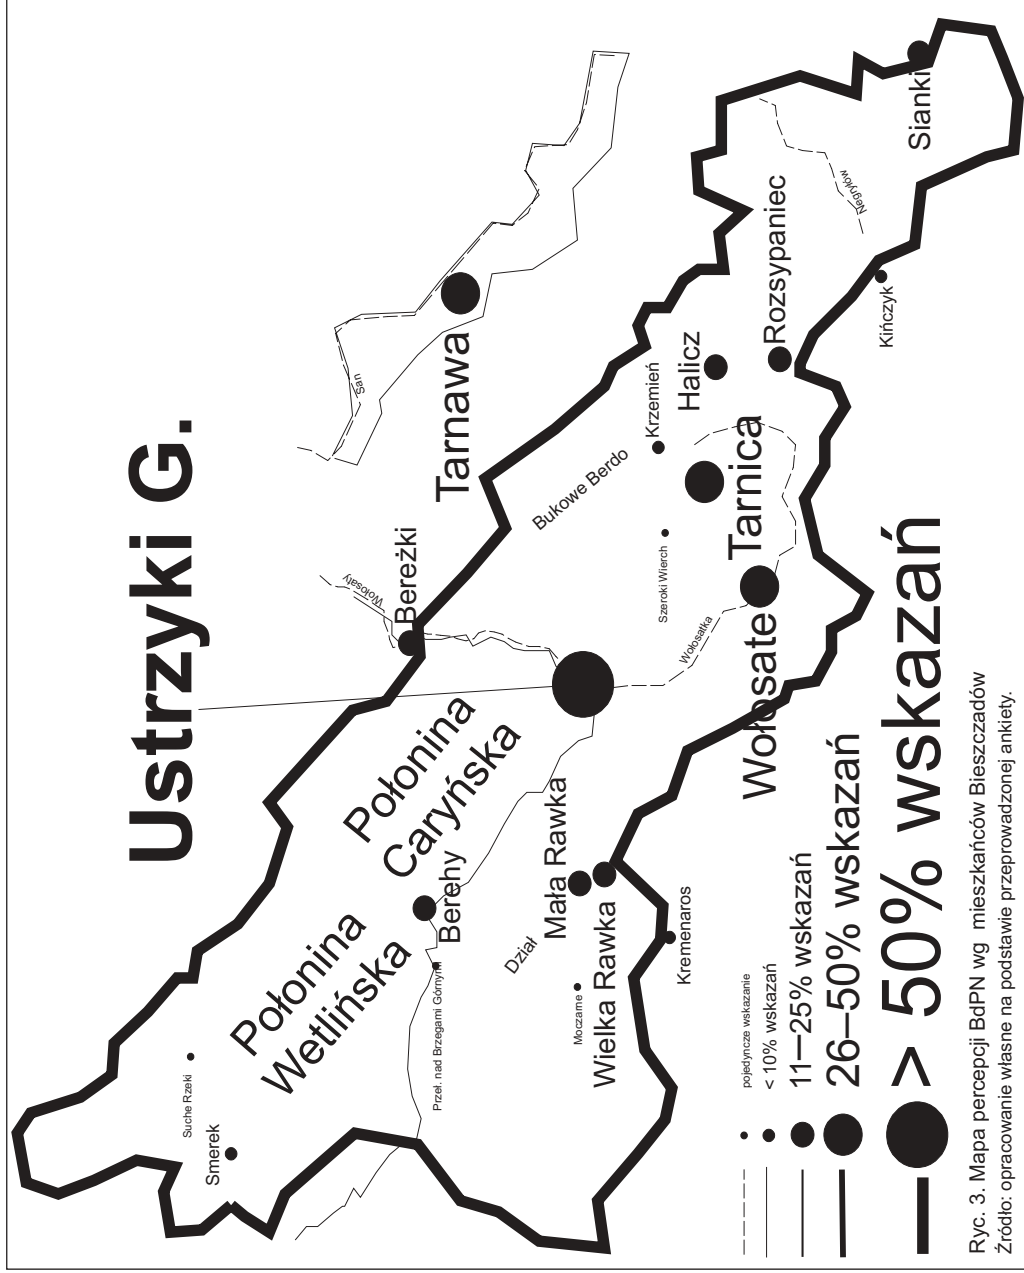 Ustrzyki G.
San
Tarnawa
Wołosaty
Bereżki
Bukowe Berdo
Krzemień
Halicz
Rozsypaniec
Negryłów
Sianki
Kińczyk
Tarnica
Szeroki Wierch
Wołosatka
Wołosate
Połonina
Caryńska
Berehy
Połonina
Wetlińska
Suche Rzeki
Smerek
Przeł. nad Brzegami Górnymi
Dział
Mała Rawka
Moczarne
Wielka Rawka
Kremenaros
pojedyncze wskazanie
< 10% wskazań
11–25% wskazań
26–50% wskazań
> 50% wskazań
Ryc. 3. Mapa percepcji BdPN wg mieszkańców Bieszczadów
Źródło: opracowanie własne na podstawie przeprowadzonej ankiety.